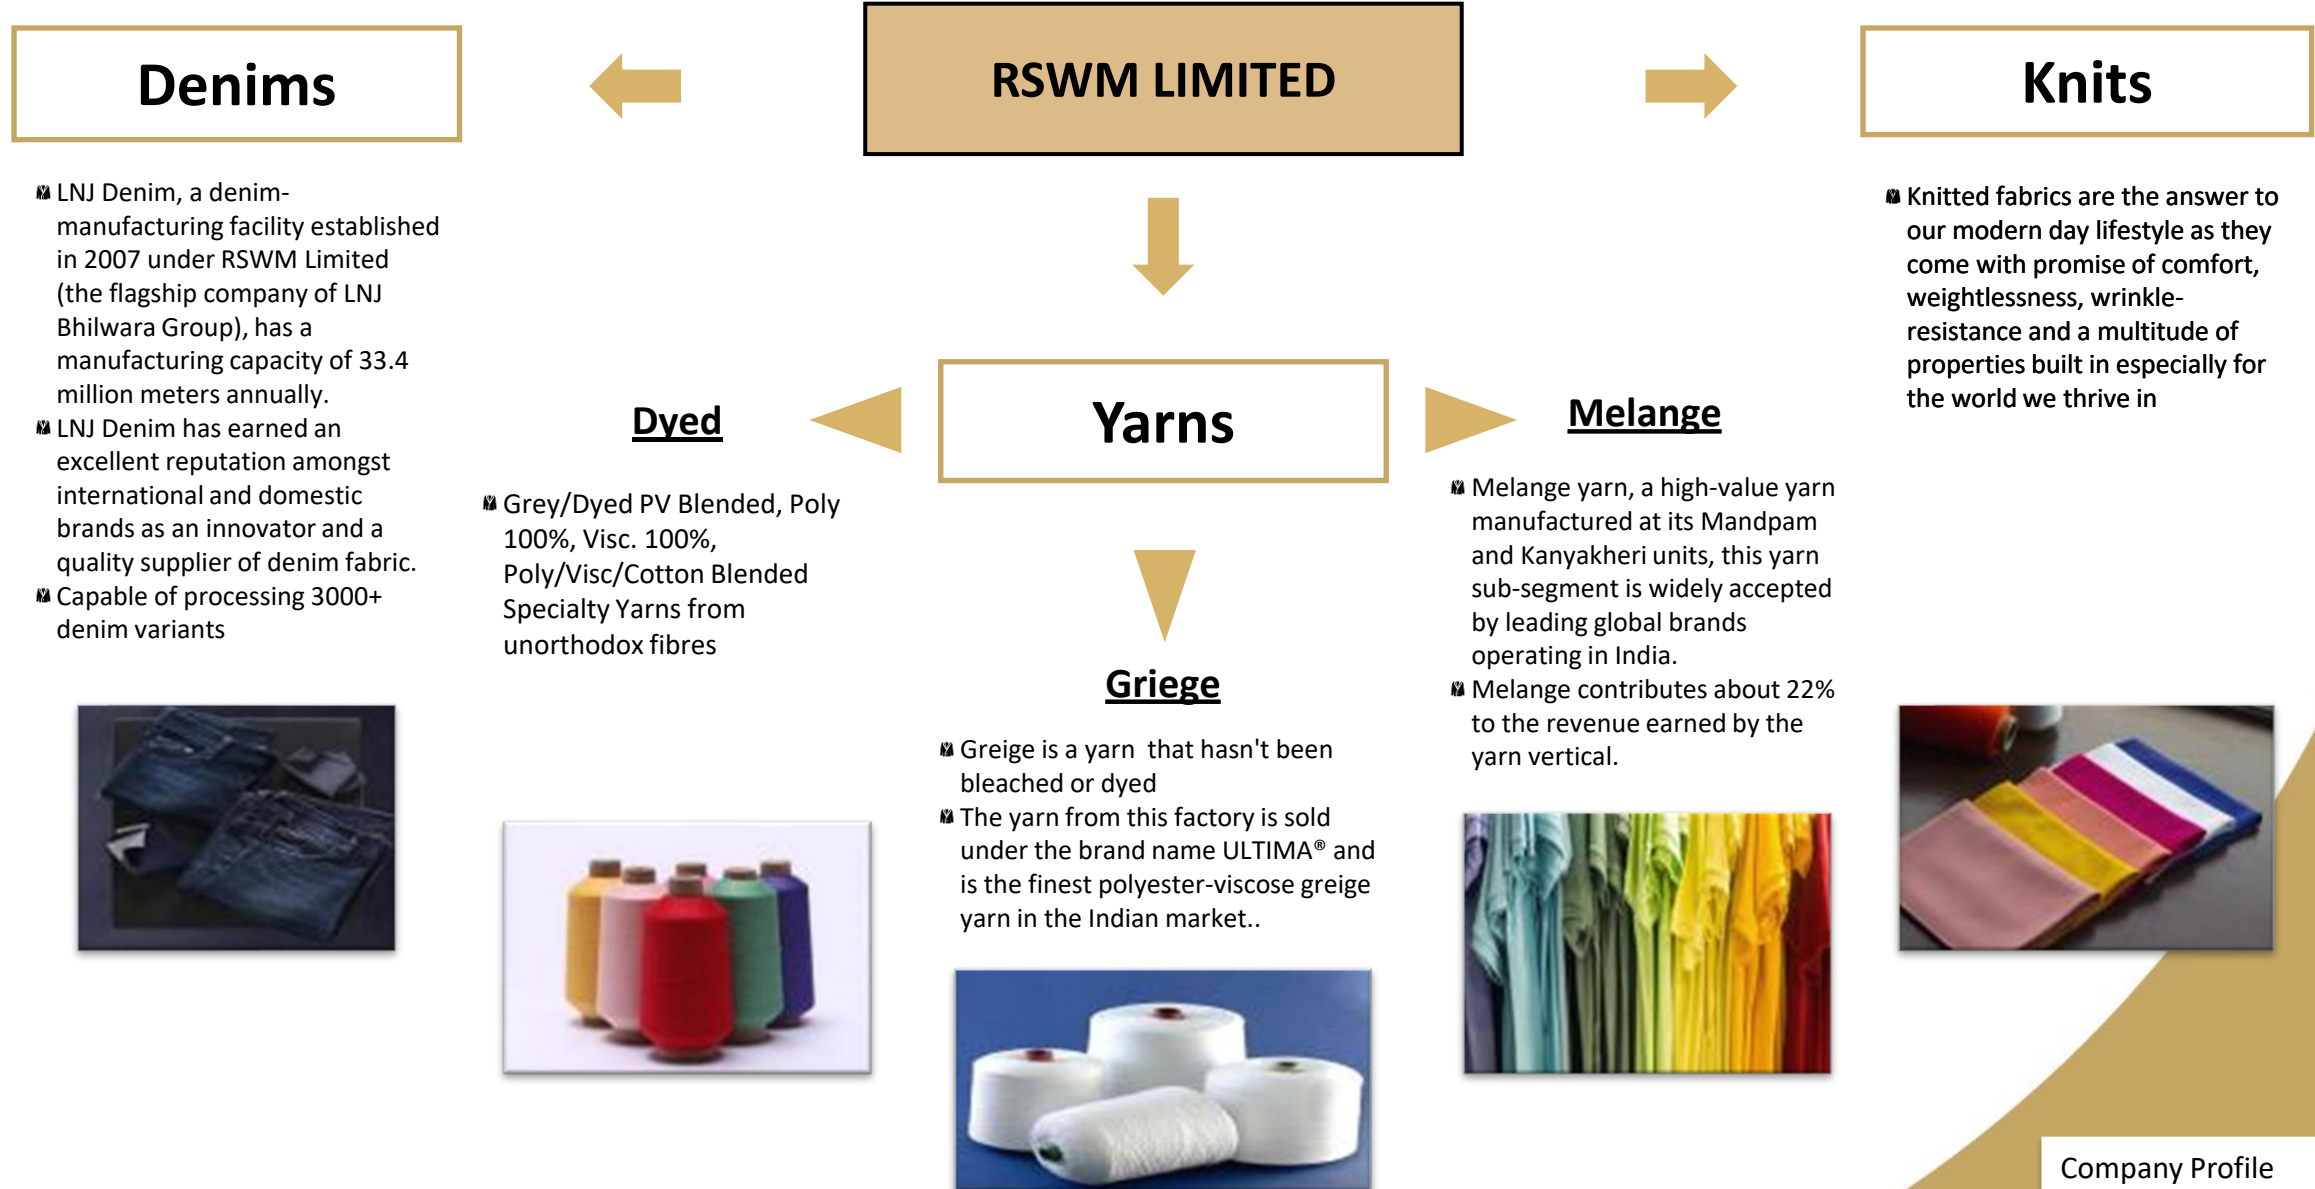 RSWM LIMITED
Denims
LNJ Denim, a denim-
manufacturing facility established
in 2007 under RSWM Limited
(the flagship company of LNJ
Bhilwara Group), has a
manufacturing capacity of 33.4
million meters annually.
LNJ Denim has earned an
excellent reputation amongst
international and domestic
brands as an innovator and a
quality supplier of denim fabric.
Capable of processing 3000+
denim variants
Yarns
Dyed
Grey/Dyed PV Blended, Poly
100%, Visc. 100%,
Poly/Visc/Cotton Blended
Specialty Yarns from
unorthodox fibres
Griege
Greige is a yarn  that hasn't been
bleached or dyed
The yarn from this factory is sold
under the brand name ULTIMA® and
is the finest polyester-viscose greige
yarn in the Indian market..
Melange
Melange yarn, a high-value yarn
manufactured at its Mandpam
and Kanyakheri units, this yarn
sub-segment is widely accepted
by leading global brands
operating in India.
Melange contributes about 22%
to the revenue earned by the
yarn vertical.
Knits
Knitted fabrics are the answer to
our modern day lifestyle as they
come with promise of comfort,
weightlessness, wrinkle-
resistance and a multitude of
properties built in especially for
the world we thrive in
Company Profile